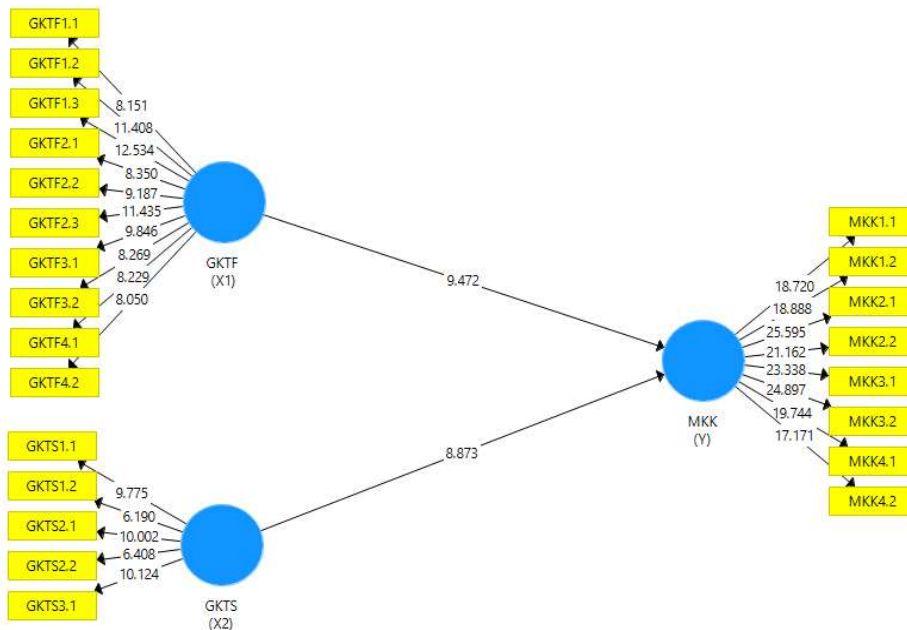 GKTF1.1
GKTF1.2
GKTF1.3
GKTF2.1
GKTF2.2
GKTF2.3
GKTF3.1
GKTF3.2
GKTF4.1
GKTF4.2
8.151
11.408
12.534
8.350
9.187
11.435
9.846
8.269
8.229
8.050
GKTF
(X1)
9.472
GKTS1.1
GKTS1.2
GKTS2.1
GKTS2.2
GKTS3.1
9.775
6.190
10.002
6.408
10.124
GKTS
(X2)
8.873
MKK
(Y)
18.720
18.888
25.595
21.162
23.338
24.897
19.744
17.171
MKK1.1
MKK1.2
MKK2.1
MKK2.2
MKK3.1
MKK3.2
MKK4.1
MKK4.2